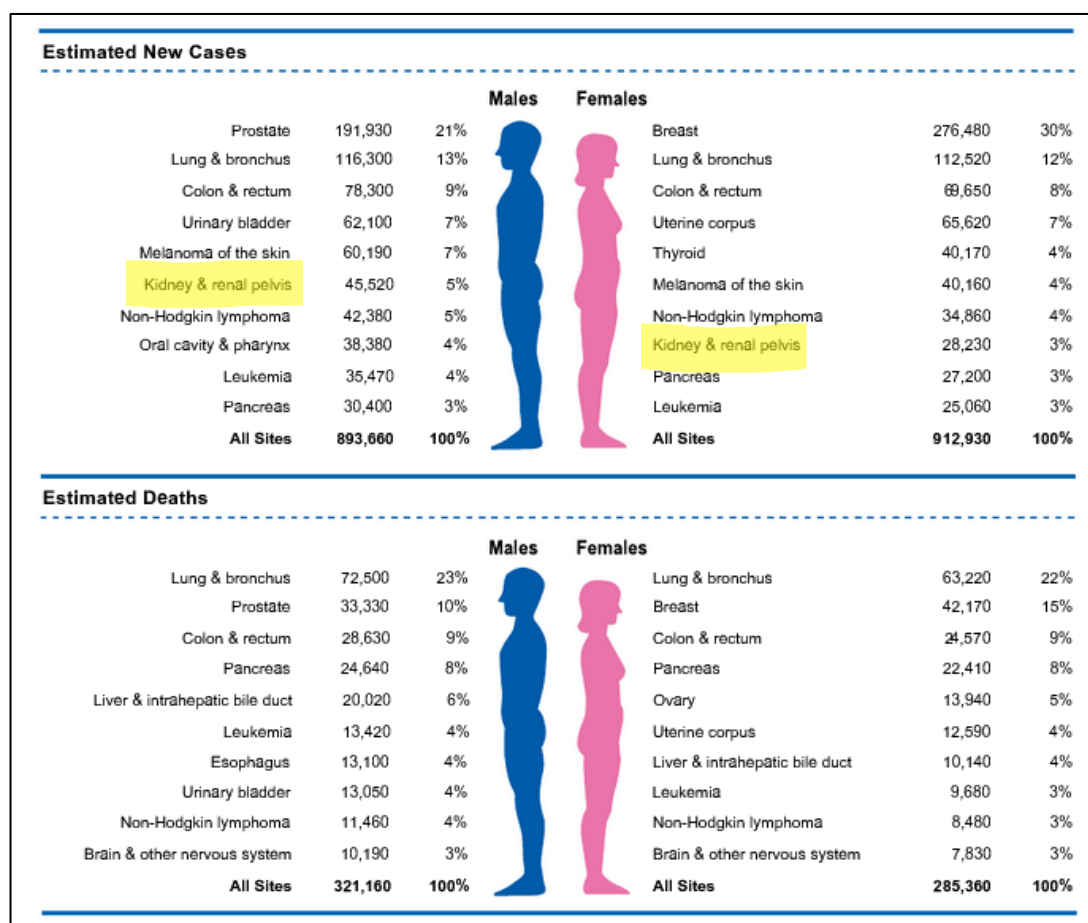 Estimated New Cases
Males Females
Prostate 191,930 21% Breast 276,480 30%
Lung & bronchus 116,300 13% Lung & bronchus 112,520 12%
Colon & rectum 78,300 9% Colon & rectum 69,650 8%
Urinary bladder 62,100 7% Uterine corpus 65,620 7%
Melanoma of the skin 60,190 7% Thyroid 40,170 4%
Kidney & renal pelvis 45,520 5% Melanoma of the skin 40,160 4%
Non-Hodgkin lymphoma 42,380 5% Non-Hodgkin lymphoma 34,860 4%
Oral cavity & pharynx 38,380 4% Kidney & renal pelvis 28,230 3%
Leukemia 35,470 4% Pancreas 27,200 3%
Pancreas 30,400 3% Leukemia 25,060 3%
All Sites 893,660 100% All Sites 912,930 100%
Estimated Deaths
Males Females
Lung & bronchus 72,500 23% Lung & bronchus 63,220 22%
Prostate 33,330 10% Breast 42,170 15%
Colon & rectum 28,630 9% Colon & rectum 24,570 9%
Pancreas 24,640 8% Pancreas 22,410 8%
Liver & intrahepatic bile duct 20,020 6% Ovary 13,940 5%
Leukemia 13,420 4% Uterine corpus 12,590 4%
Esophagus 13,100 4% Liver & intrahepatic bile duct 10,140 4%
Urinary bladder 13,050 4% Leukemia 9,680 3%
Non-Hodgkin lymphoma 11,460 4% Non-Hodgkin lymphoma 8,480 3%
Brain & other nervous system 10,190 3% Brain & other nervous system 7,830 3%
All Sites 321,160 100% All Sites 285,360 100%